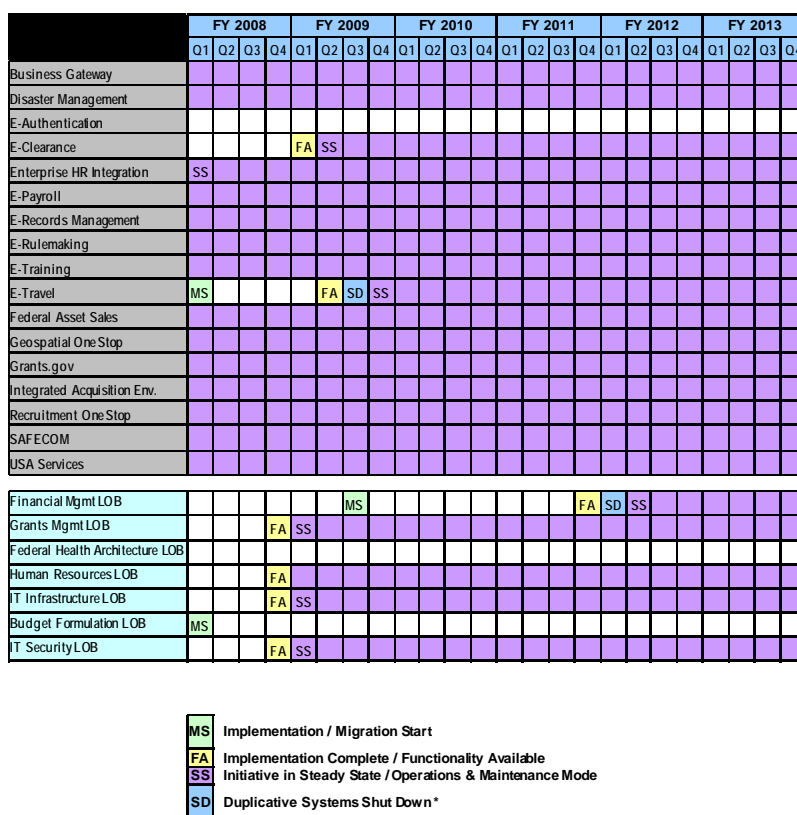 FY 2008 FY 2009 FY 2010 FY 2011 FY 2012 FY 2013
Q1 Q2 Q3 Q4 Q1 Q2 Q3 Q4 Q1 Q2 Q3 Q4 Q1 Q2 Q3 Q4 Q1 Q2 Q3 Q4 Q1 Q2 Q3 Q4
Business Gateway
Disaster Management
E-Authentication
E-Clearance FA SS
Enterprise HR Integration SS
E-Payroll
E-Records Management
E-Rulemaking
E-Training
E-Travel MS FA SD SS
Federal Asset Sales
Geospatial One Stop
Grants.gov
Integrated Acquisition Env.
Recruitment One Stop
SAFECOM
USA Services
Financial Mgmt LOB MS FA SD SS
Grants Mgmt LOB FA SS
Federal Health Architecture LOB
Human Resources LOB FA
IT Infrastructure LOB FA SS
Budget Formulation LOB MS
IT Security LOB FA SS
MS Implementation / Migration Start
FA Implementation Complete / Functionality Available
SS Initiative in Steady State / Operations & Maintenance Mode
SD Duplicative Systems Shut Down *